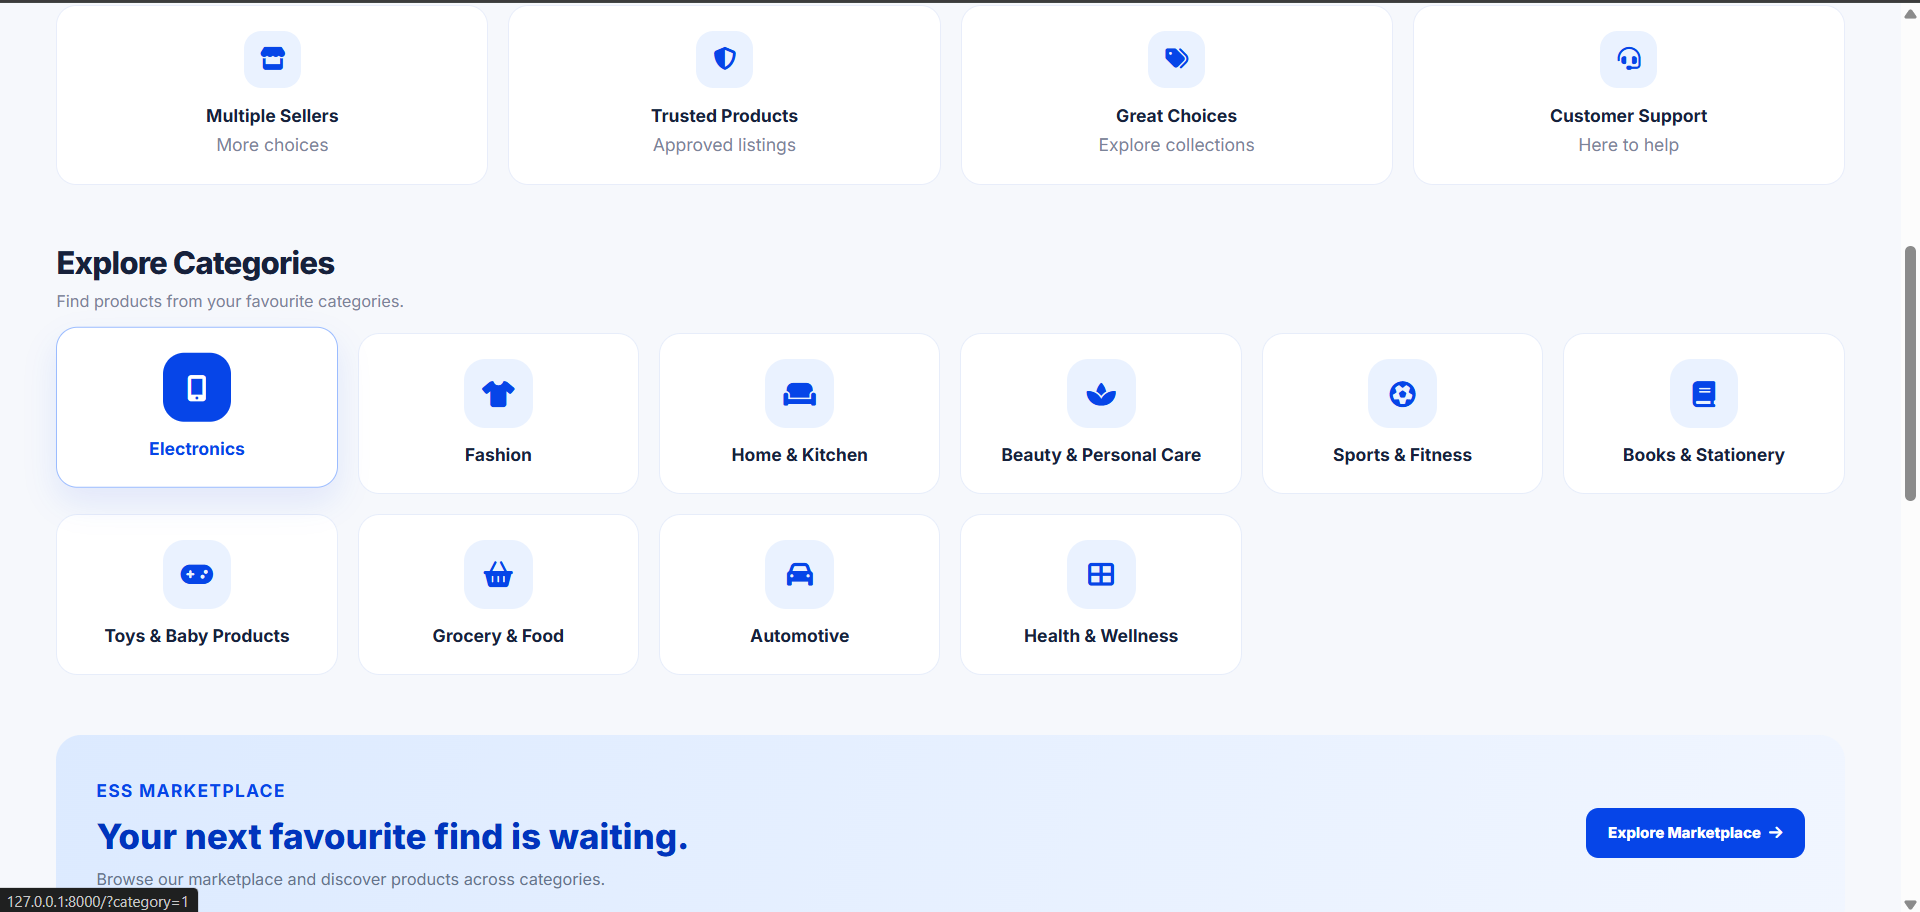 Multiple Sellers
More choices
Trusted Products
Approved listings
Great Choices
Explore collections
Customer Support
Here to help
Explore Categories
Find products from your favourite categories.
Electronics
Fashion
Home & Kitchen
Beauty & Personal Care
Sports & Fitness
Books & Stationery
Toys & Baby Products
Grocery & Food
Automotive
Health & Wellness
ESS MARKETPLACE
Your next favourite find is waiting.
Browse our marketplace and discover products across categories.
Explore Marketplace →
127.0.0.1:8000/?category=1